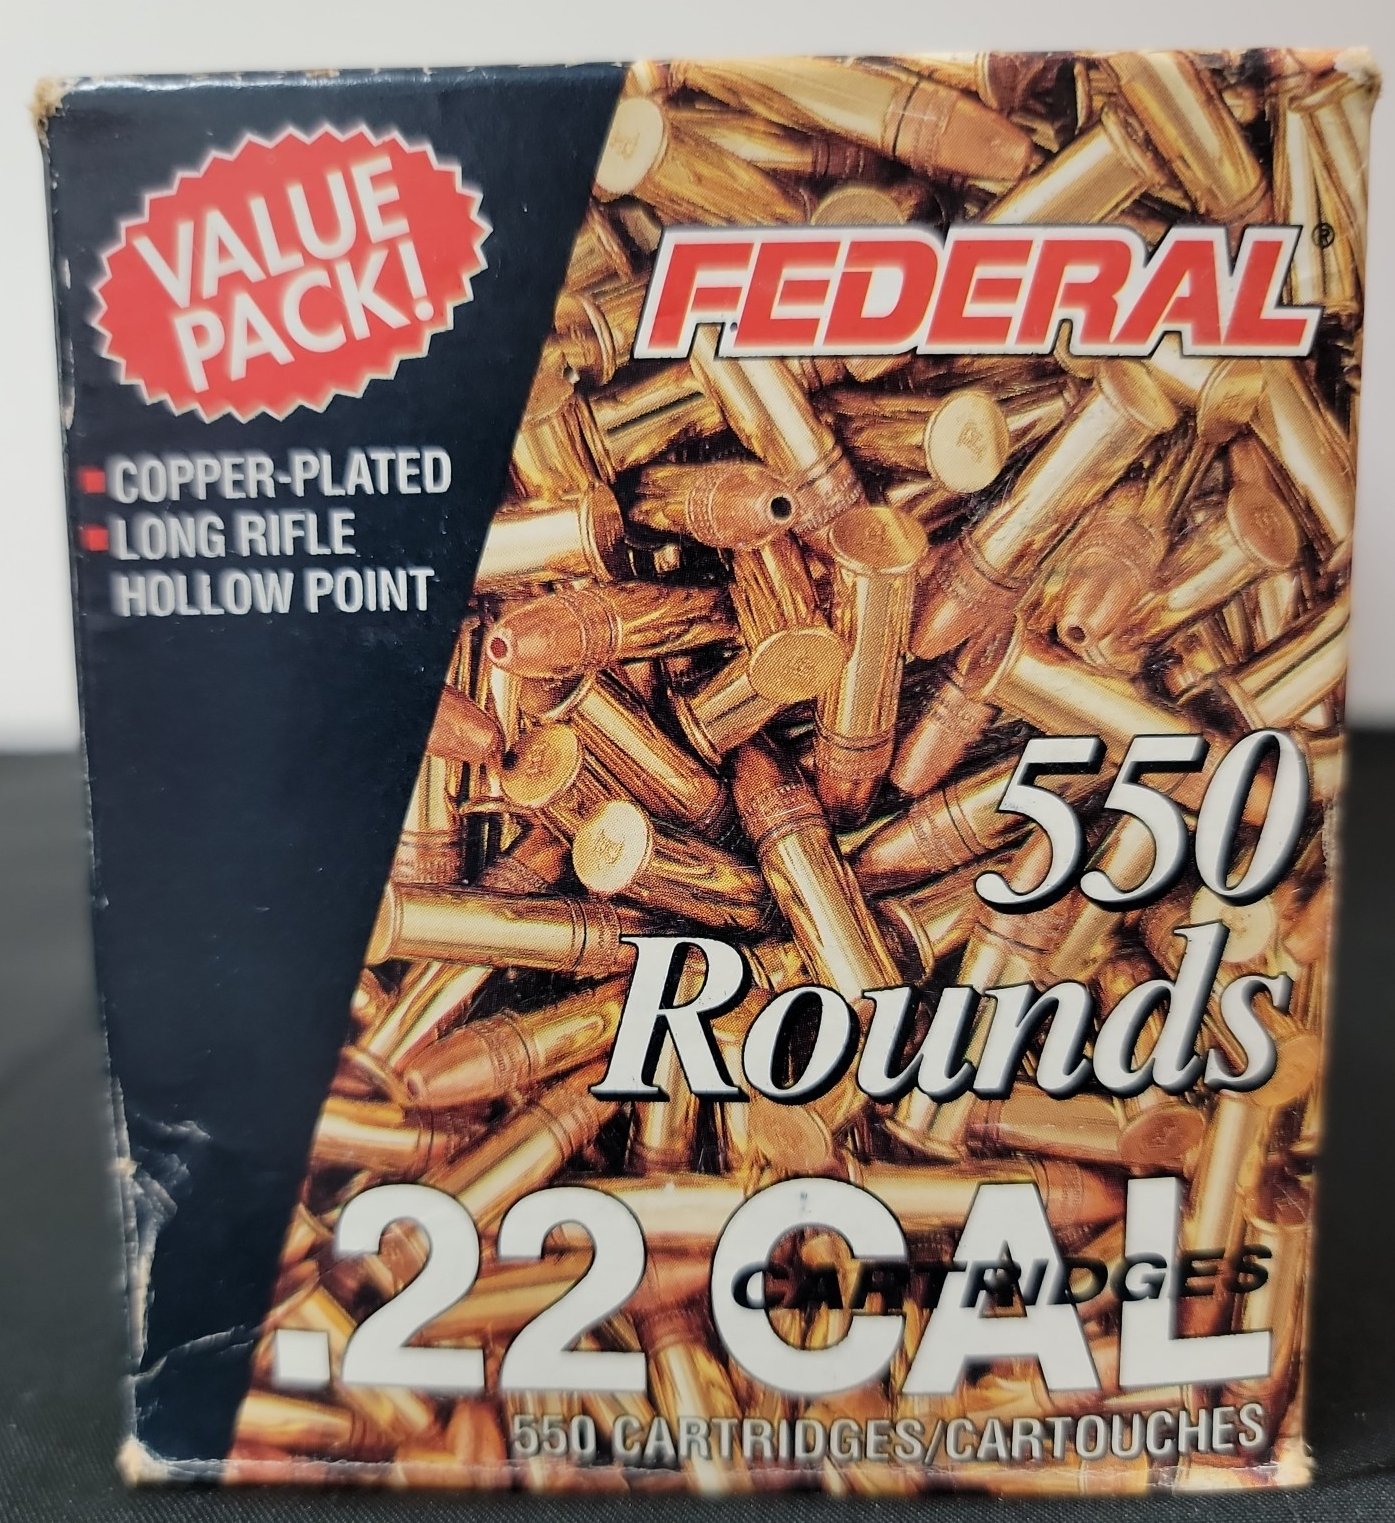 VALUE
PACK!
FEDERAL®
COPPER-PLATED
LONG RIFLE
HOLLOW POINT
550
Rounds
.22 CAL
CARTRIDGES
550 CARTRIDGES/CARTOUCHES